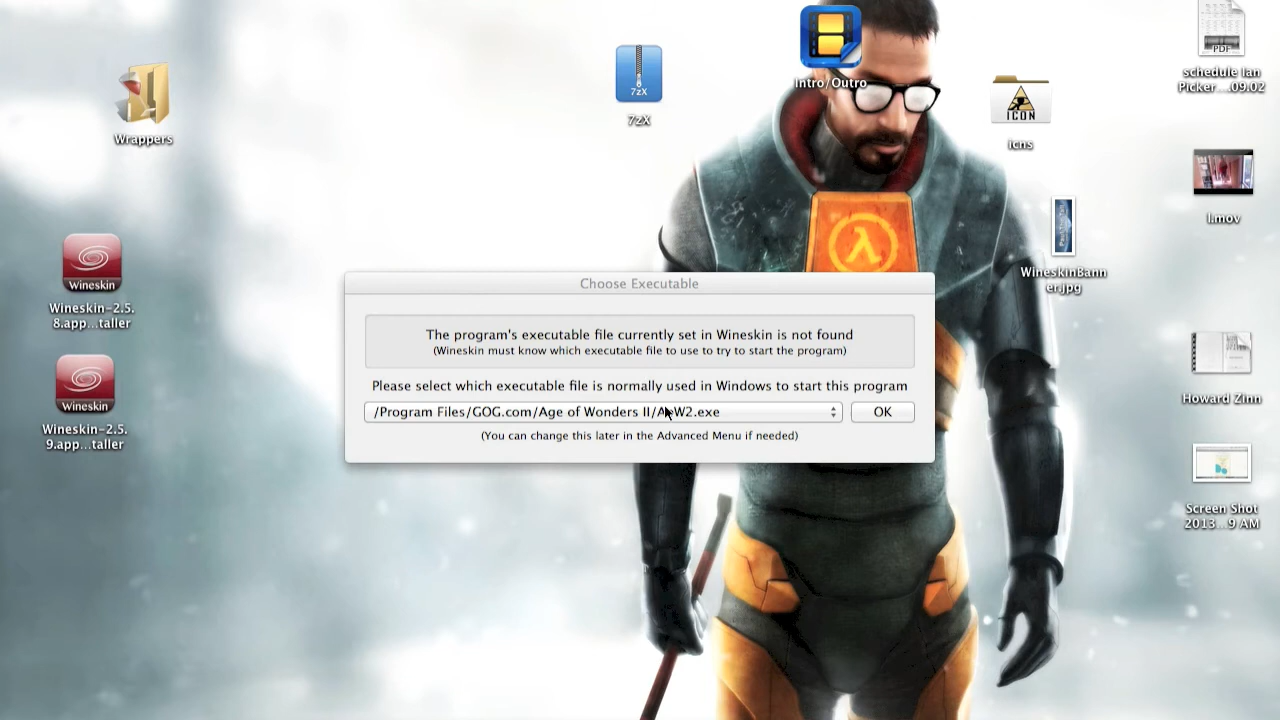 Intro/Outro
PDF
schedule Ian
Picker....09.02
Wrappers
7zX
7zX
ICON
icns
l.mov
Wineskin
Wineskin-2.5.
8.app...taller
WineskinBann
er.jpg
Choose Executable
The program's executable file currently set in Wineskin is not found
(Wineskin must know which executable file to use to try to start the program)
Please select which executable file is normally used in Windows to start this program
/Program Files/GOG.com/Age of Wonders II/AoW2.exe
OK
(You can change this later in the Advanced Menu if needed)
Wineskin
Wineskin-2.5.
9.app...taller
Howard Zinn
Screen Shot
2013...9 AM